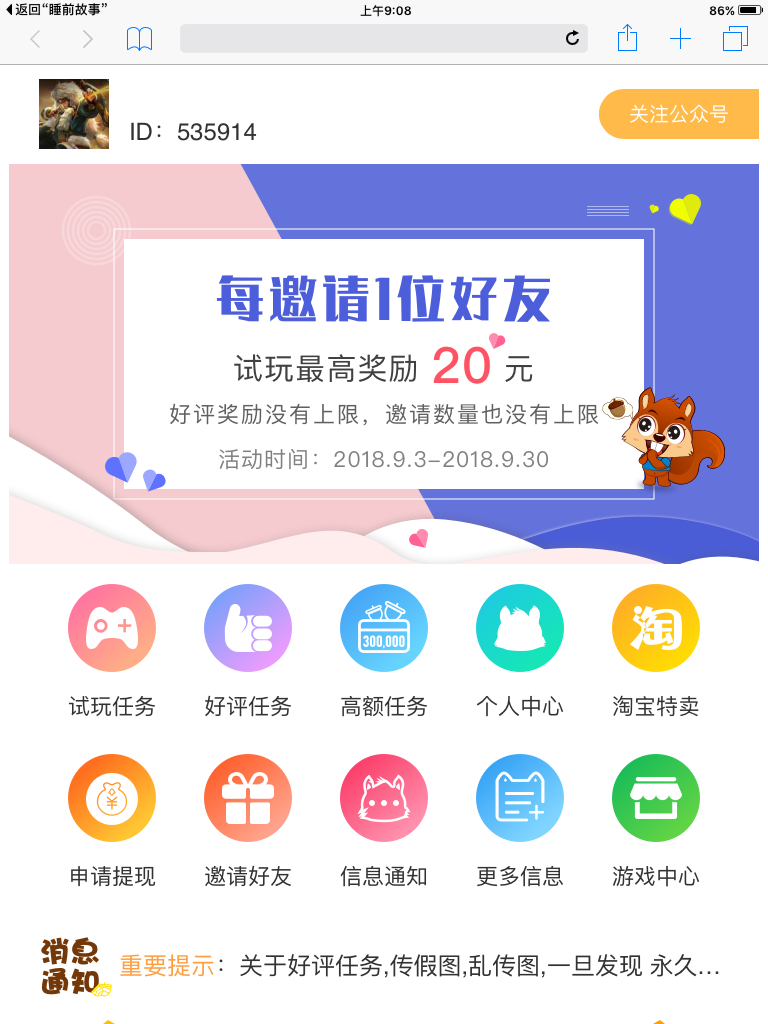 返回“睡前故事”
上午9:08
86%
ID：535914
关注公众号
每邀请1位好友
试玩最高奖励 20 元
好评奖励没有上限，邀请数量也没有上限
活动时间：2018.9.3-2018.9.30
300,000
淘
试玩任务 好评任务 高额任务 个人中心 淘宝特卖
¥
申请提现 邀请好友 信息通知 更多信息 游戏中心
消息
通知
重要提示：关于好评任务,传假图,乱传图,一旦发现 永久...